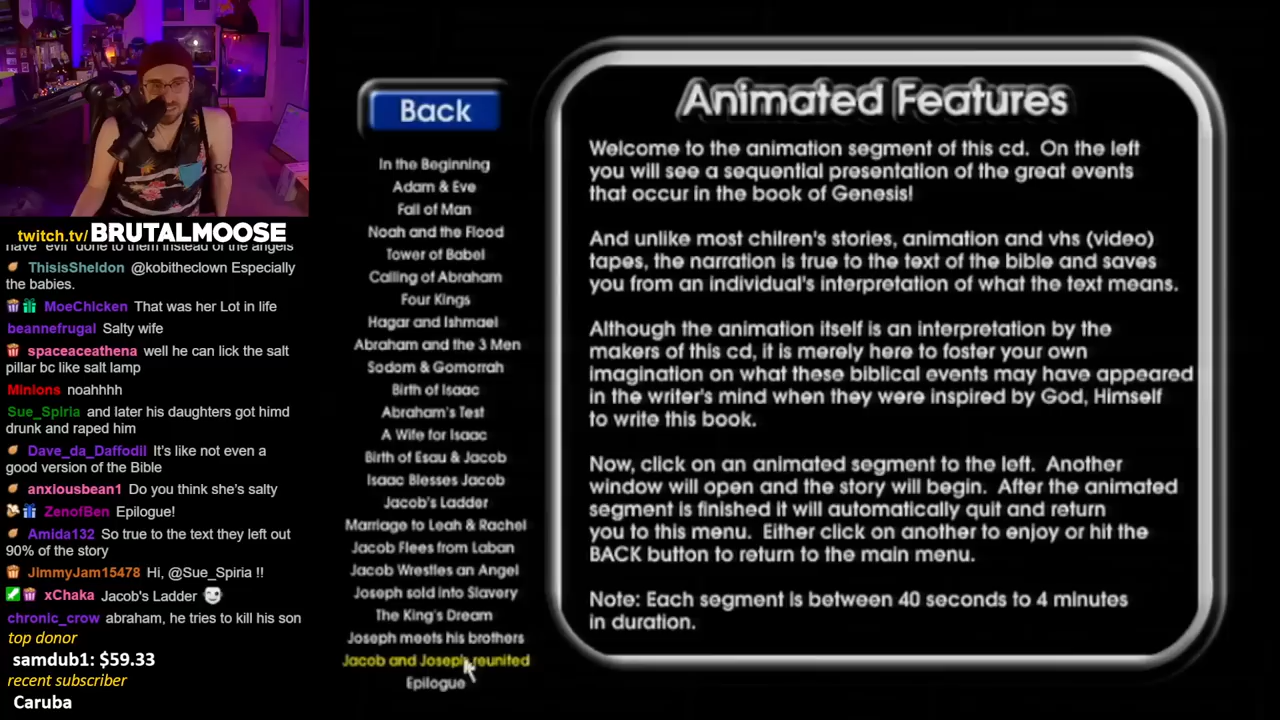 twitch.tv/BRUTALMOOSE
have "evil" done to them instead of the angels
ThisisSheldon @kobitheclown Especially
the babies.
MoeChicken That was her Lot in life
beannefrugal Salty wife
spaceaceathena well he can lick the salt
pillar bc like salt lamp
Minions noahhhh
Sue_Spiria and later his daughters got himd
drunk and raped him
Dave_da_Daffodil It's like not even a
good version of the Bible
anxiousbean1 Do you think she's salty
ZenofBen Epilogue!
Amida132 So true to the text they left out
90% of the story
JimmyJam15478 Hi, @Sue_Spiria !!
xChaka Jacob's Ladder
chronic_crow abraham, he tries to kill his son
top donor
samdub1: $59.33
recent subscriber
Caruba
Back
In the Beginning
Adam & Eve
Fall of Man
Noah and the Flood
Tower of Babel
Calling of Abraham
Four Kings
Hagar and Ishmael
Abraham and the 3 Men
Sodom & Gomorrah
Birth of Isaac
Abraham's Test
A Wife for Isaac
Birth of Esau & Jacob
Isaac Blesses Jacob
Jacob's Ladder
Marriage to Leah & Rachel
Jacob Flees from Laban
Jacob Wrestles an Angel
Joseph sold into Slavery
The King's Dream
Joseph meets his brothers
Jacob and Joseph reunited
Epilogue
Animated Features
Welcome to the animation segment of this cd. On the left
you will see a sequential presentation of the great events
that occur in the book of Genesis!
And unlike most chilren's stories, animation and vhs (video)
tapes, the narration is true to the text of the bible and saves
you from an individual's interpretation of what the text means.
Although the animation itself is an interpretation by the
makers of this cd, it is merely here to foster your own
imagination on what these biblical events may have appeared
in the writer's mind when they were inspired by God, Himself
to write this book.
Now, click on an animated segment to the left. Another
window will open and the story will begin. After the animated
segment is finished it will automatically quit and return
you to this menu. Either click on another to enjoy or hit the
BACK button to return to the main menu.
Note: Each segment is between 40 seconds to 4 minutes
in duration.